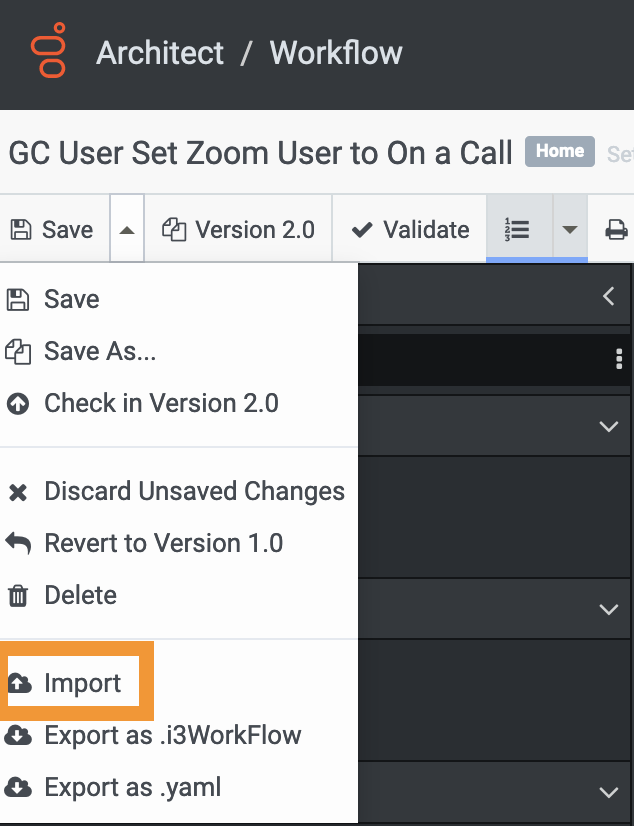 Architect / Workflow
GC User Set Zoom User to On a Call Home Set
Save Version 2.0 Validate
Save
Save As...
Check in Version 2.0
Discard Unsaved Changes
Revert to Version 1.0
Delete
Import
Export as .i3WorkFlow
Export as .yaml